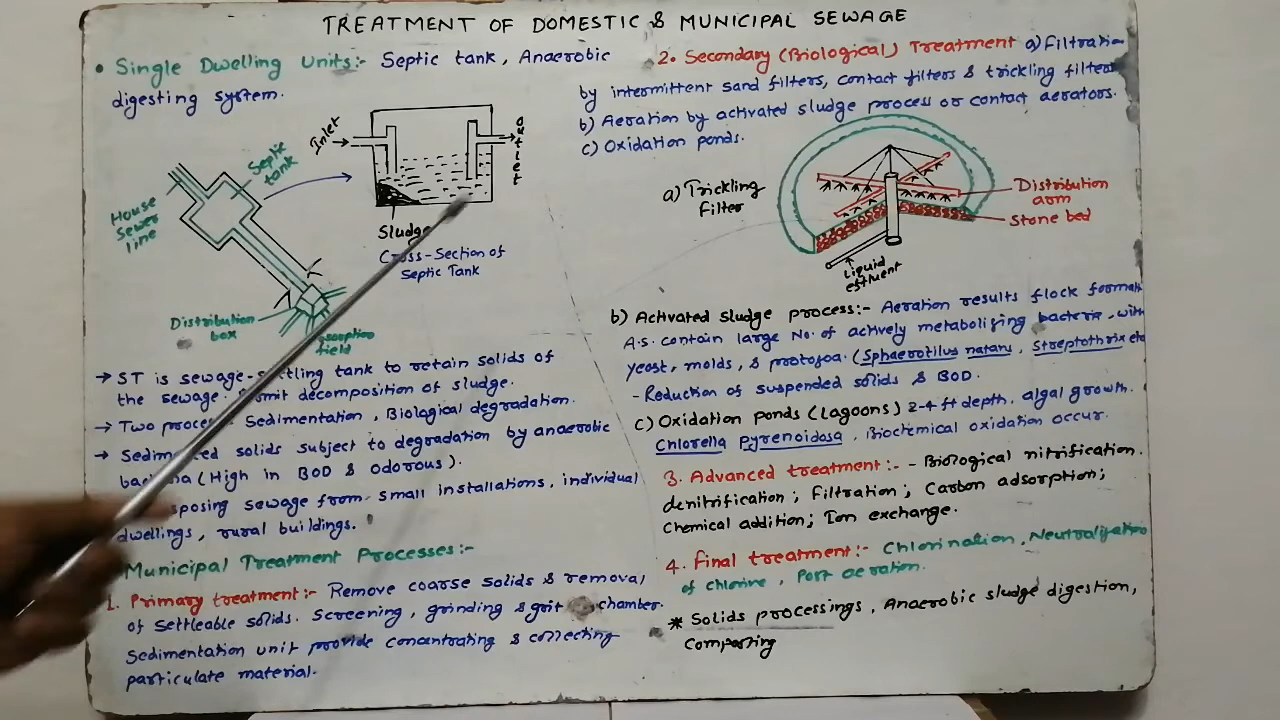 TREATMENT OF DOMESTIC & MUNICIPAL SEWAGE
• Single Dwelling Units:- Septic tank, Anaerobic
digesting system.
Inlet
outlet
Septic
tank
House
Sewer
line
Sludge
Cross-Section of
Septic Tank
Distribution
box
field
→ ST is sewage-settling tank to retain solids of
the sewage. decomposition of sludge.
→ Two Sedimentation, Biological degradation.
→ solids subject to degradation by anaerobic
(High in BOD & odorous).
sewage from small installations, individual
dwellings, rural buildings.
Municipal Treatment Processes:-
1. Primary treatment:- Remove coarse solids & removal
of settleable solids. Screening, grinding & grit chamber.
Sedimentation unit provide concantrating & collecting
particulate material.
2. Secondary (Biological) Treatment a) Filtration
by intermittent sand filters, contact filters & trickling filters
b) Aeration by activated sludge process or contact aerators.
c) Oxidation ponds.
a) Trickling
Filter
Distribution
arm
Stone bed
Liquid
effluent
b) Activated sludge process:- Aeration results flock
A.S. contain large No. of actively metabolizing bacteria, with
yeast, molds, & protozoa. (Sphaerotilus natans, Streptothrix etc
- Reduction of suspended solids & BOD.
c) Oxidation ponds (lagoons) 2-4 ft depth, algal growth.
Chlorella pyrenoidosa, Biochemical oxidation occur.
3. Advanced treatment:- - Biological nitrification.
denitrification; Filtration; Carbon adsorption;
Chemical addition; Ion exchange.
4. Final treatment:- Chlorination, Neutralization
of chlorine, Post aeration.
* Solids processings, Anaerobic sludge digestion,
Composting